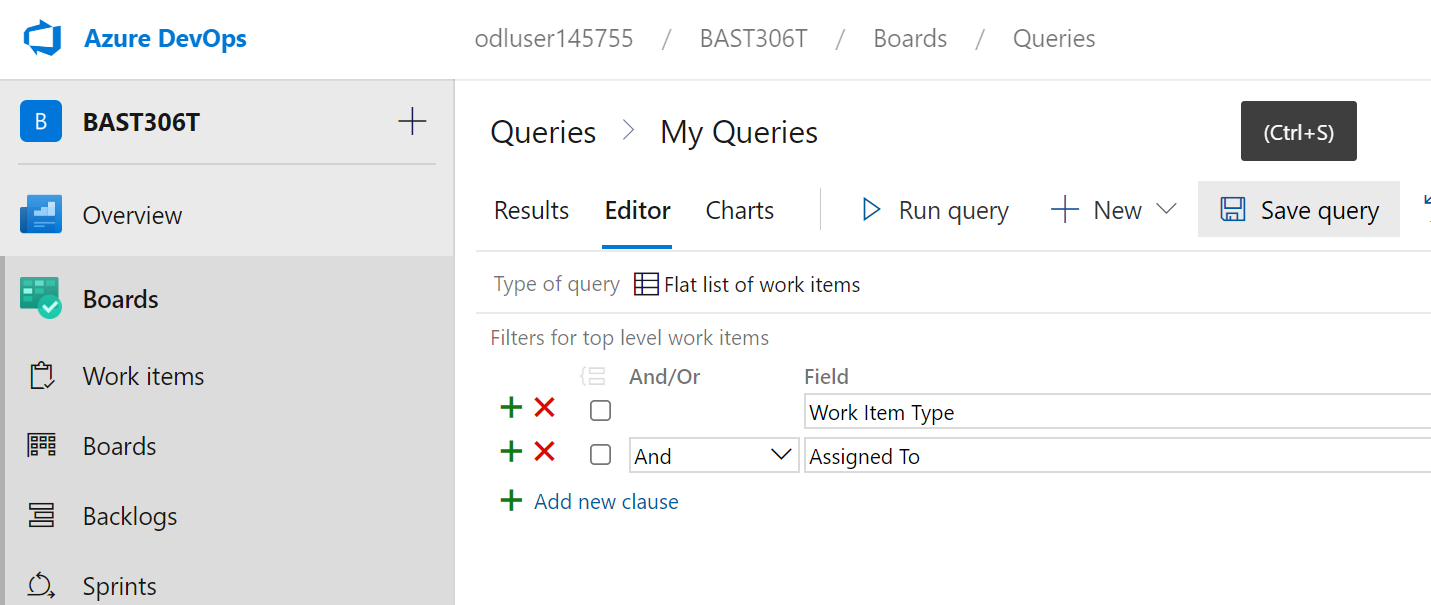 Azure DevOps
odluser145755 / BAST306T / Boards / Queries
B BAST306T
Queries > My Queries
(Ctrl+S)
Overview
Results Editor Charts Run query New Save query
Boards
Type of query Flat list of work items
Filters for top level work items
Work items
And/Or Field
Work Item Type
Boards
And Assigned To
Add new clause
Backlogs
Sprints